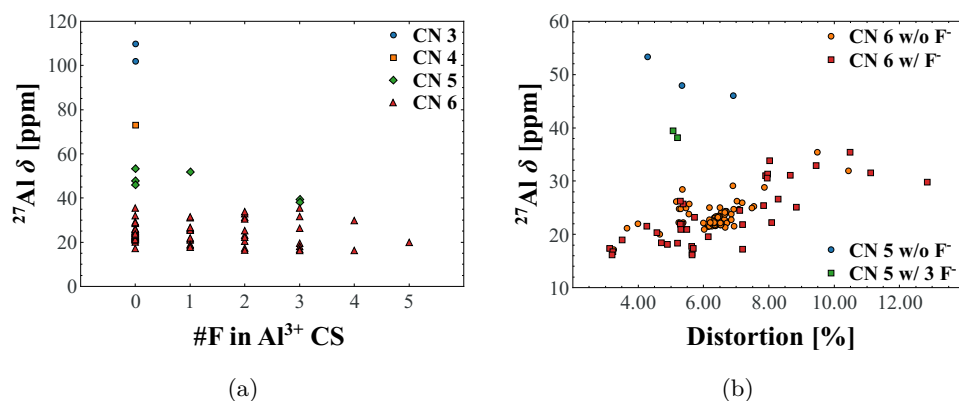 120
100
80
60
40
20
0
²⁷Al δ [ppm]
0 1 2 3 4 5
#F in Al³⁺ CS
CN 3
CN 4
CN 5
CN 6
(a)
60
50
40
30
20
10
²⁷Al δ [ppm]
4.00 6.00 8.00 10.00 12.00
Distortion [%]
CN 6 w/o F⁻
CN 6 w/ F⁻
CN 5 w/o F⁻
CN 5 w/ 3 F⁻
(b)